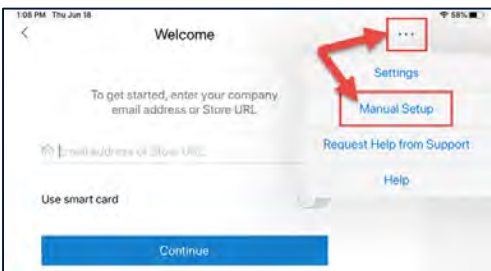 1:08 PM Thu Jun 18
58%
Welcome
...
Settings
To get started, enter your company
email address or Store URL
Manual Setup
Email address or Store URL
Request Help from Support
Use smart card
Help
Continue